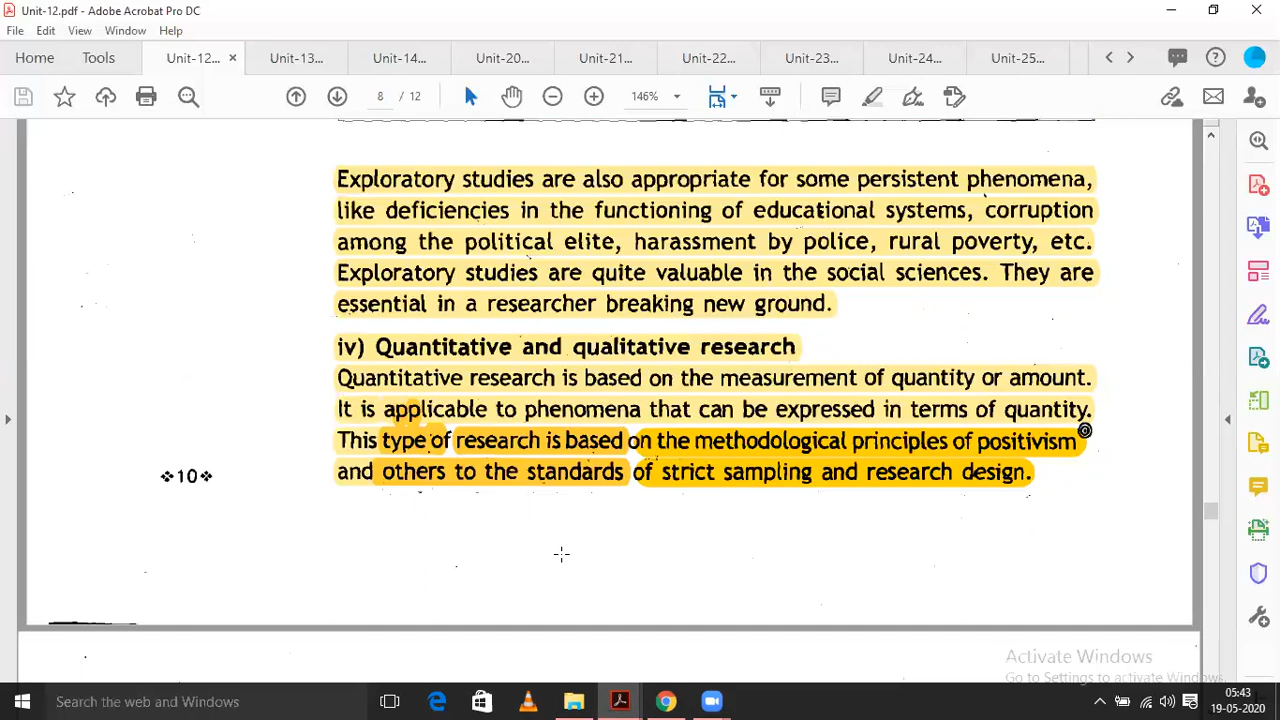 Unit-12.pdf - Adobe Acrobat Pro DC
File Edit View Window Help
Home Tools Unit-12... × Unit-13... Unit-14... Unit-20... Unit-21... Unit-22... Unit-23... Unit-24... Unit-25...
8 / 12 146%
Exploratory studies are also appropriate for some persistent phenomena,
like deficiencies in the functioning of educational systems, corruption
among the political elite, harassment by police, rural poverty, etc.
Exploratory studies are quite valuable in the social sciences. They are
essential in a researcher breaking new ground.
iv) Quantitative and qualitative research
Quantitative research is based on the measurement of quantity or amount.
It is applicable to phenomena that can be expressed in terms of quantity.
This type of research is based on the methodological principles of positivism
and others to the standards of strict sampling and research design.
❖10❖
Activate Windows
Go to Settings to activate Windows.
Search the web and Windows
05:43
19-05-2020